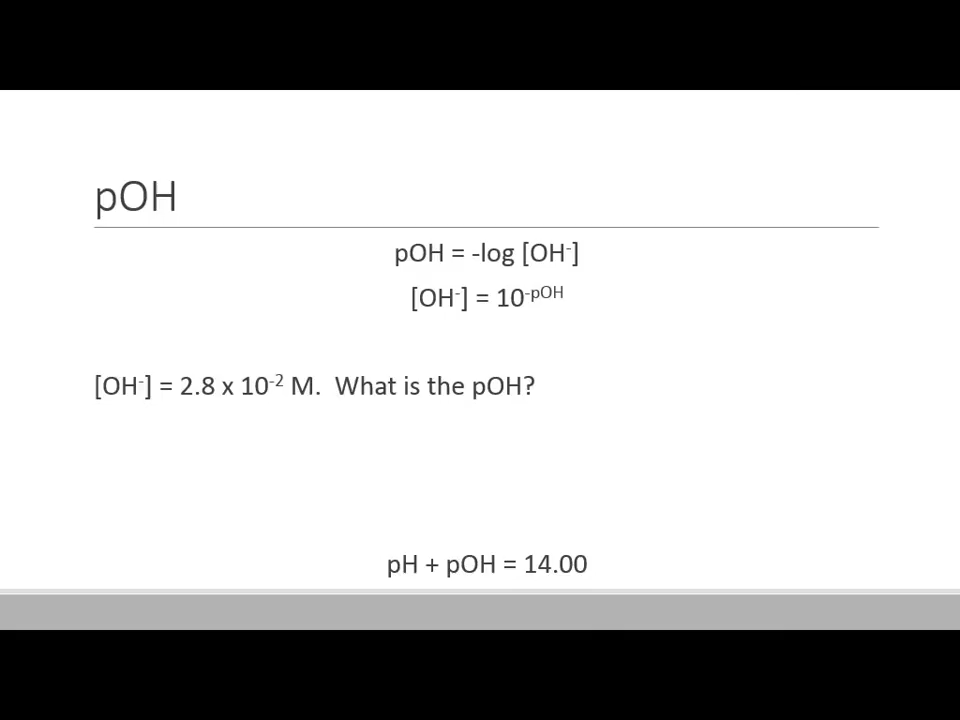 pOH
pOH = -log [OH⁻]
[OH⁻] = 10⁻ᵖᴼᴴ
[OH⁻] = 2.8 x 10⁻² M.  What is the pOH?
pH + pOH = 14.00